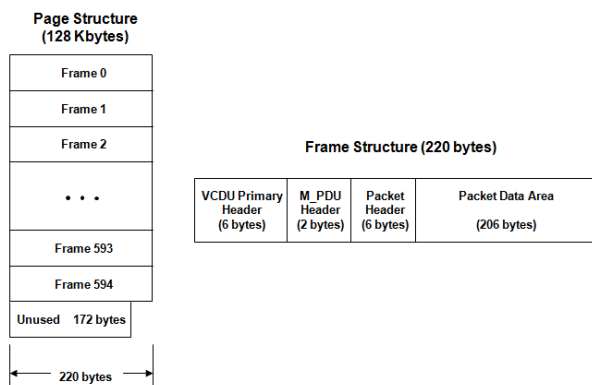 Page Structure
(128 Kbytes)
Frame 0
Frame 1
Frame 2
• • •
Frame 593
Frame 594
Unused 172 bytes
220 bytes
Frame Structure (220 bytes)
VCDU Primary
Header
(6 bytes)
M_PDU
Header
(2 bytes)
Packet
Header
(6 bytes)
Packet Data Area
(206 bytes)